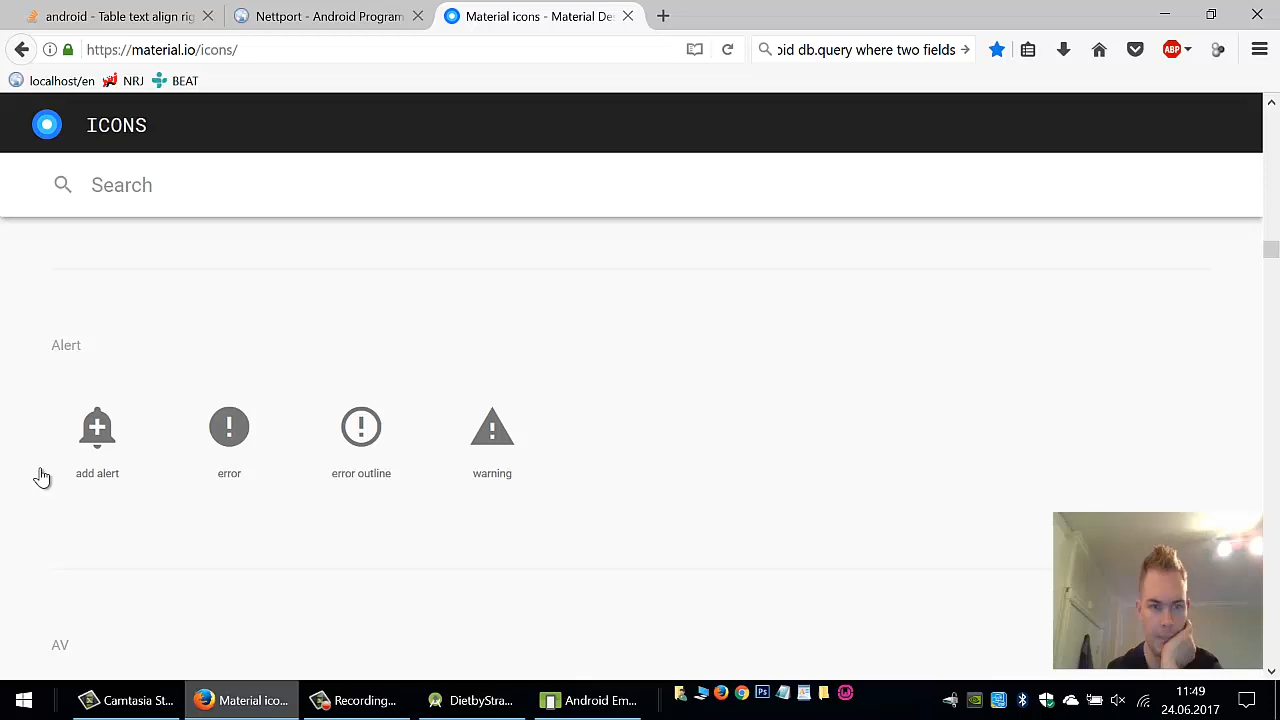 android - Table text align rig
Nettport - Android Program
Material icons - Material De
https://material.io/icons/
oid db.query where two fields
ABP
localhost/en
NRJ
BEAT
ICONS
Search
Alert
add alert
error
error outline
warning
AV
Camtasia St...
Material ico...
Recording...
DietbyStra...
Android Em...
11:49
24.06.2017